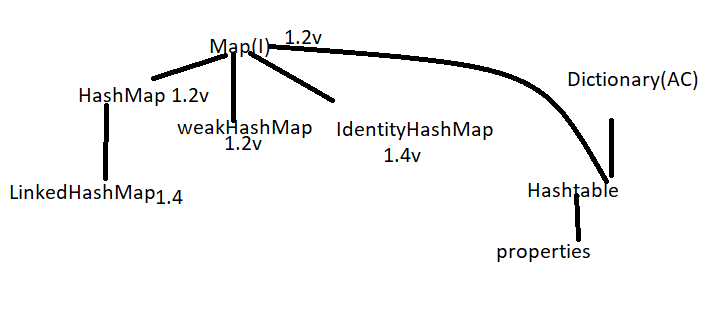 Map(I) 1.2v
Dictionary(AC)
HashMap 1.2v
weakHashMap
1.2v
IdentityHashMap
1.4v
LinkedHashMap1.4
Hashtable
properties